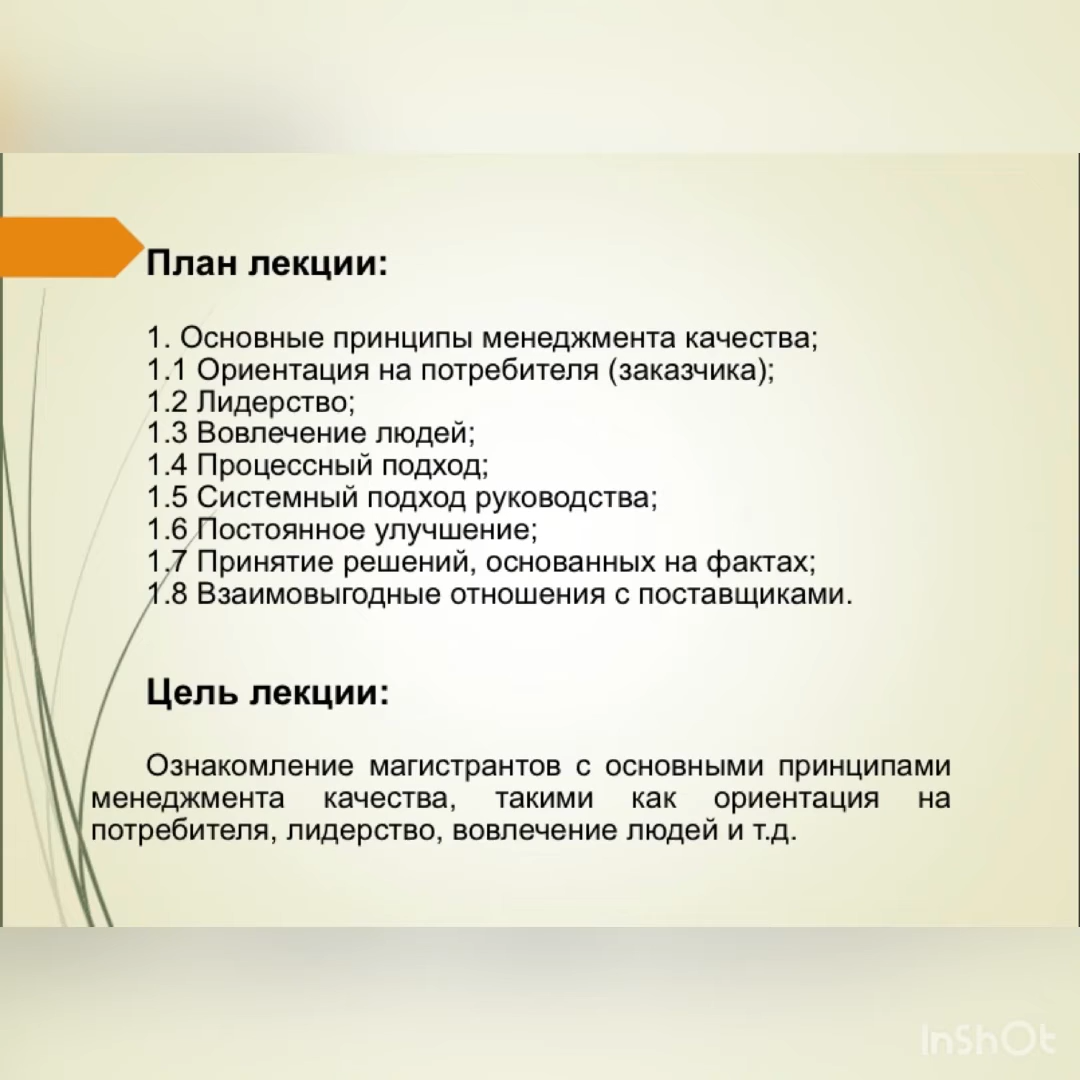 План лекции:
1. Основные принципы менеджмента качества;
1.1 Ориентация на потребителя (заказчика);
1.2 Лидерство;
1.3 Вовлечение людей;
1.4 Процессный подход;
1.5 Системный подход руководства;
1.6 Постоянное улучшение;
1.7 Принятие решений, основанных на фактах;
1.8 Взаимовыгодные отношения с поставщиками.
Цель лекции:
Ознакомление магистрантов с основными принципами
менеджмента качества, такими как ориентация на
потребителя, лидерство, вовлечение людей и т.д.
InShOt